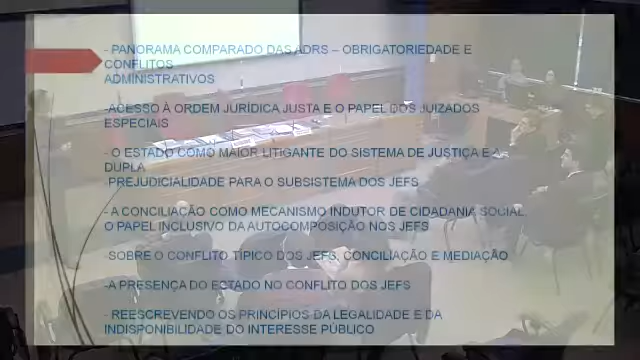 - PANORAMA COMPARADO DAS ADRS – OBRIGATORIEDADE E
CONFLITOS
ADMINISTRATIVOS
-ACESSO À ORDEM JURÍDICA JUSTA E O PAPEL DOS JUIZADOS
ESPECIAIS
- O ESTADO COMO MAIOR LITIGANTE DO SISTEMA DE JUSTIÇA E A
DUPLA
-PREJUDICIALIDADE PARA O SUBSISTEMA DOS JEFS
- A CONCILIAÇÃO COMO MECANISMO INDUTOR DE CIDADANIA SOCIAL.
O PAPEL INCLUSIVO DA AUTOCOMPOSIÇÃO NOS JEFS
-SOBRE O CONFLITO TÍPICO DOS JEFS, CONCILIAÇÃO E MEDIAÇÃO
-A PRESENÇA DO ESTADO NO CONFLITO DOS JEFS
- REESCREVENDO OS PRINCÍPIOS DA LEGALIDADE E DA
INDISPONIBILIDADE DO INTERESSE PÚBLICO